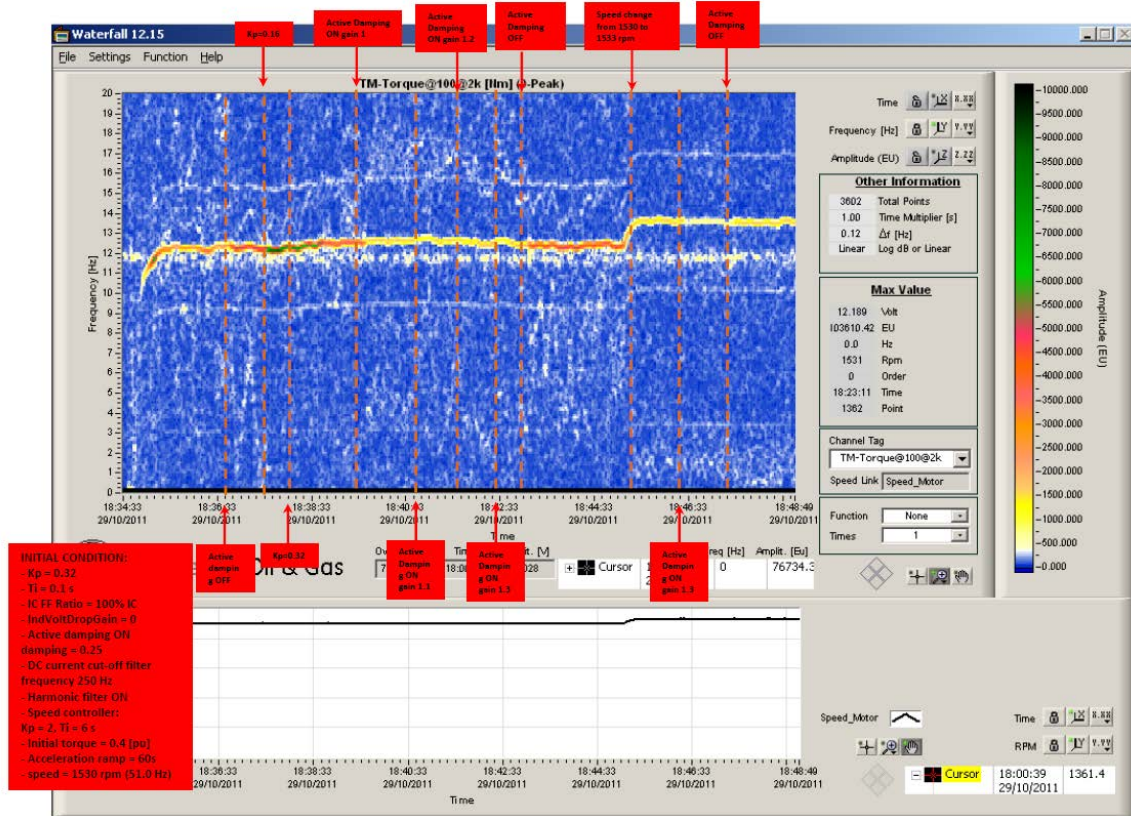 Kp=0.16
Active Damping
ON gain 1
Active
Damping
ON gain 1.2
Active
Damping
OFF
Speed change
from 1530 to
1533 rpm
Active
Damping
OFF
Waterfall 12.15
File Settings Function Help
TM-Torque@100@2k [Nm] (0-Peak)
20
19
18
17
16
15
14
13
12
11
10
9
8
7
6
5
4
3
2
1
0
Frequency [Hz]
18:34:33 18:36:33 18:38:33 18:40:33 18:42:33 18:44:33 18:46:33 18:48:49
29/10/2011 29/10/2011 29/10/2011 29/10/2011 29/10/2011 29/10/2011 29/10/2011 29/10/2011
Time
Time X.XX
Frequency [Hz] Y.YY
Amplitude (EU) Z.ZZ
Other Information
3602 Total Points
1.00 Time Multiplier [s]
0.12 Δf [Hz]
Linear Log dB or Linear
Max Value
12.189 Volt
103610.42 EU
0.0 Hz
1531 Rpm
0 Order
18:23:11 Time
1362 Point
Channel Tag
TM-Torque@100@2k
Speed Link Speed_Motor
Function None
Times 1
10000.000
9500.000
9000.000
8500.000
8000.000
7500.000
7000.000
6500.000
6000.000
5500.000
5000.000
4500.000
4000.000
3500.000
3000.000
2500.000
2000.000
1500.000
1000.000
500.000
0.000
Amplitude (EU)
Active
dampin
g OFF
Kp=0.32
Active
Dampin
g ON
gain 1.1
Active
Dampin
g ON
gain 1.3
Active
Dampin
g ON
gain 1.3
Oil & Gas
Cursor
0
Amplit. [Eu]
76734.3
INITIAL CONDITION:
- Kp = 0.32
- Ti = 0.1 s
- IC FF Ratio = 100% IC
- IndVoltDropGain = 0
- Active damping ON
damping = 0.25
- DC current cut-off filter
frequency 250 Hz
- Harmonic filter ON
- Speed controller:
Kp = 2, Ti = 6 s
- Initial torque = 0.4 [pu]
- Acceleration ramp = 60s
- speed = 1530 rpm (51.0 Hz)
18:36:33 18:38:33 18:40:33 18:42:33 18:44:33 18:46:33 18:48:49
29/10/2011 29/10/2011 29/10/2011 29/10/2011 29/10/2011 29/10/2011 29/10/2011
Time
Speed_Motor
Time X.XX
RPM Y.YY
Cursor 18:00:39 1361.4
29/10/2011